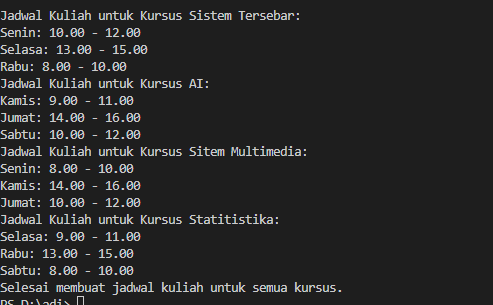 Jadwal Kuliah untuk Kursus Sistem Tersebar:
Senin: 10.00 - 12.00
Selasa: 13.00 - 15.00
Rabu: 8.00 - 10.00
Jadwal Kuliah untuk Kursus AI:
Kamis: 9.00 - 11.00
Jumat: 14.00 - 16.00
Sabtu: 10.00 - 12.00
Jadwal Kuliah untuk Kursus Sitem Multimedia:
Senin: 8.00 - 10.00
Kamis: 14.00 - 16.00
Jumat: 10.00 - 12.00
Jadwal Kuliah untuk Kursus Statitistika:
Selasa: 9.00 - 11.00
Rabu: 13.00 - 15.00
Sabtu: 8.00 - 10.00
Selesai membuat jadwal kuliah untuk semua kursus.
PS D:\adi>